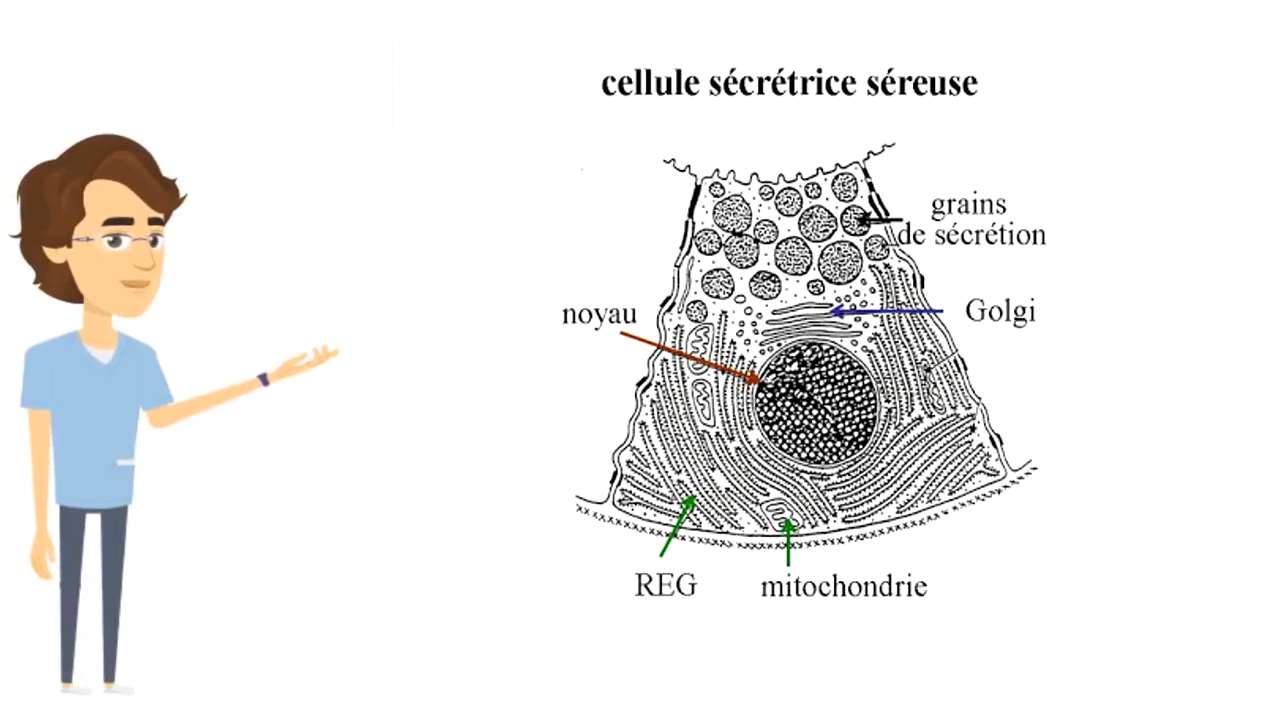 cellule sécrétrice séreuse
grains
de sécrétion
noyau
Golgi
REG
mitochondrie